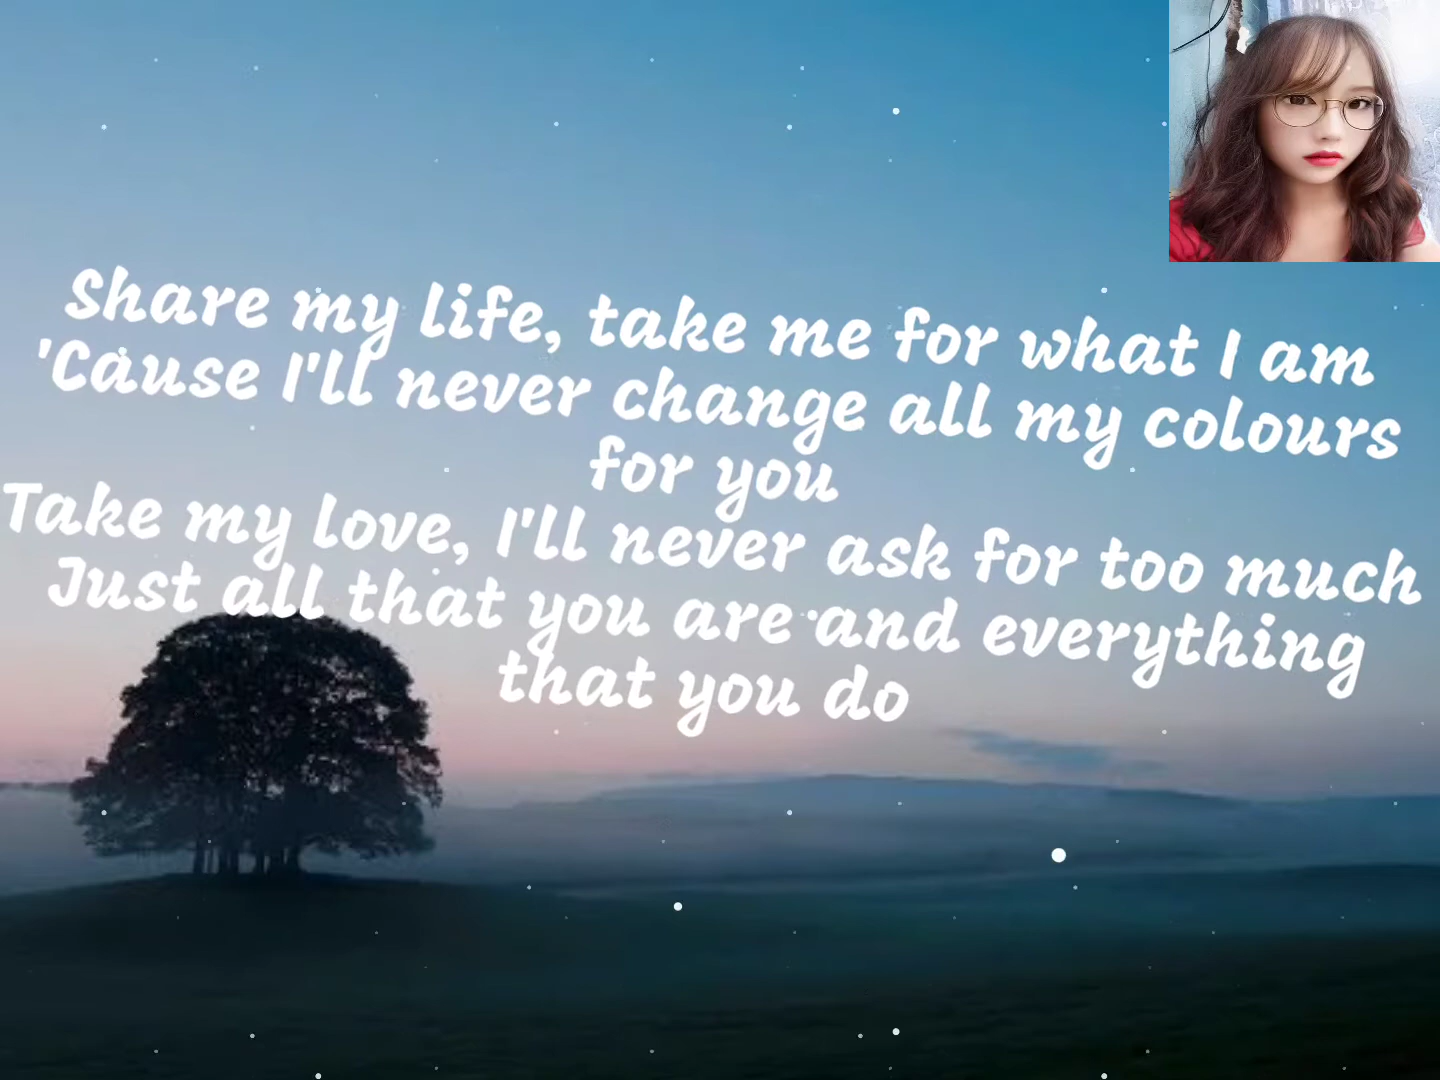 Share my life, take me for what I am
'Cause I'll never change all my colours
for you
Take my love, I'll never ask for too much
Just all that you are and everything
that you do